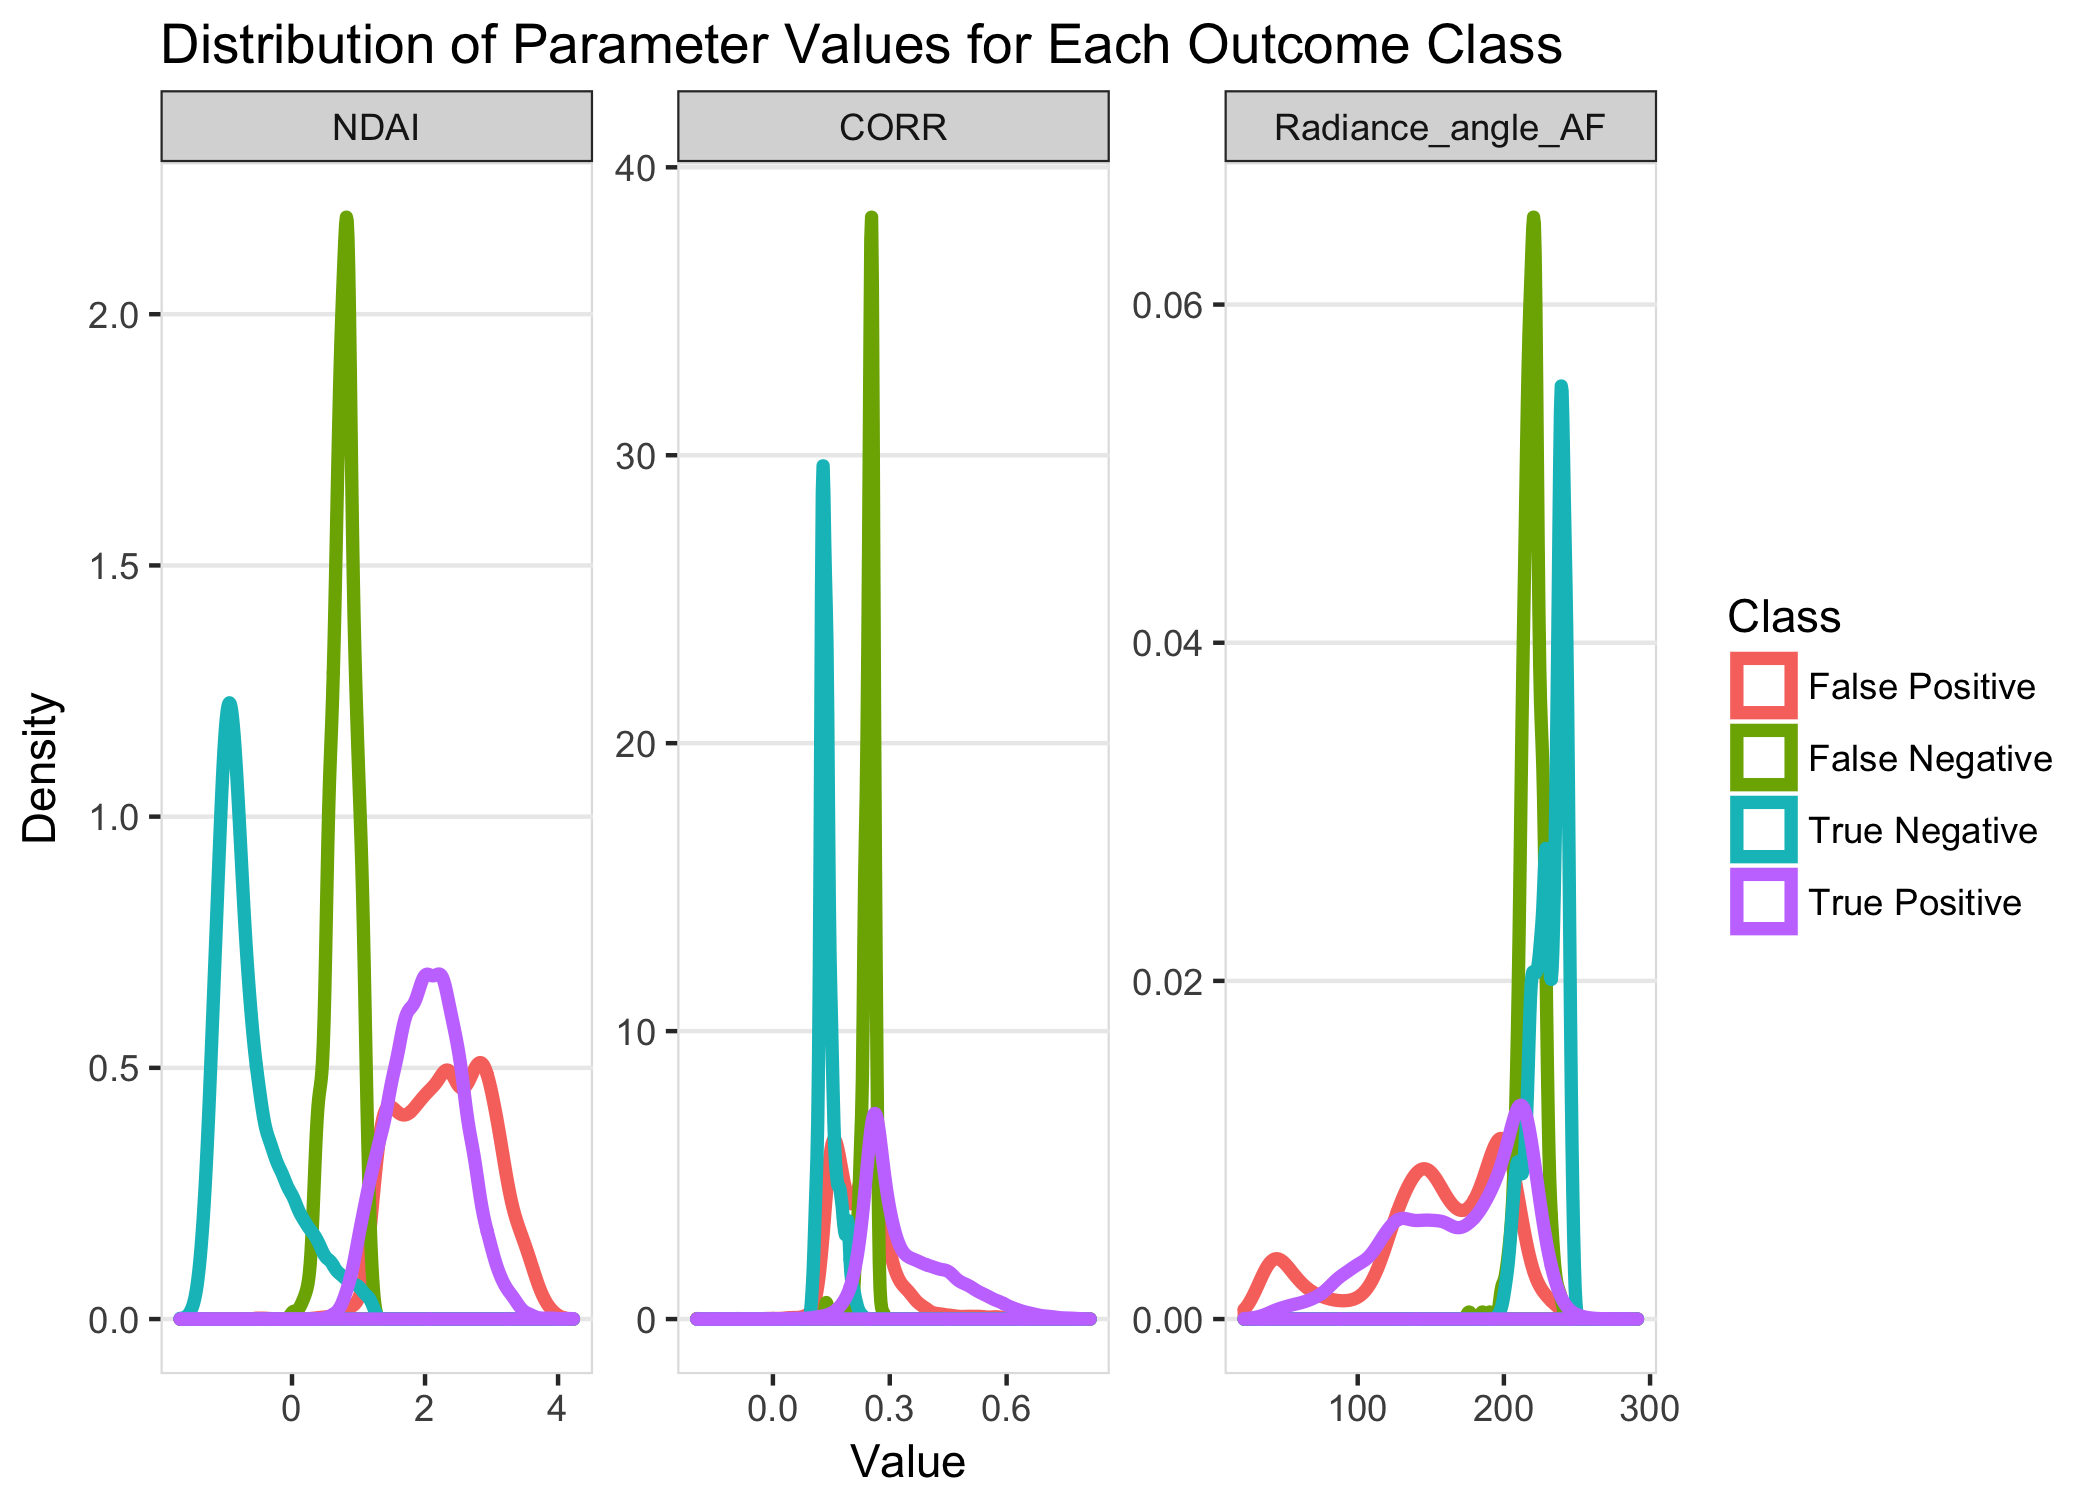 Distribution of Parameter Values for Each Outcome Class
NDAI
CORR
Radiance_angle_AF
Density
2.0
1.5
1.0
0.5
0.0
40
30
20
10
0
0.06
0.04
0.02
0.00
0 2 4
0.0 0.3 0.6
100 200 300
Value
Class
False Positive
False Negative
True Negative
True Positive